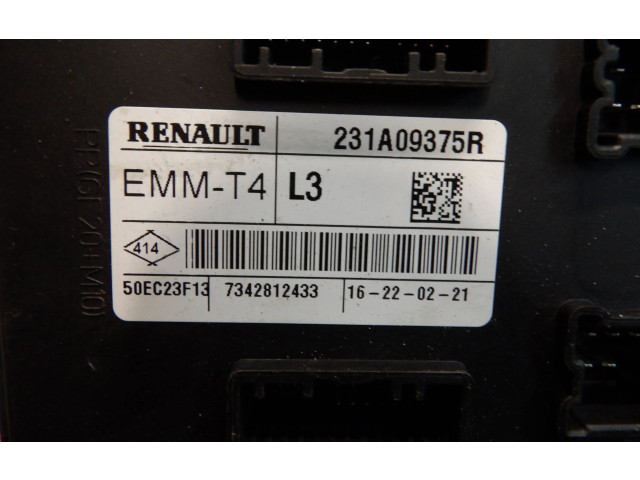 RENAULT 231A09375R
EMM-T4 L3
414
50EC23F13 7342812433 16-22-02-21